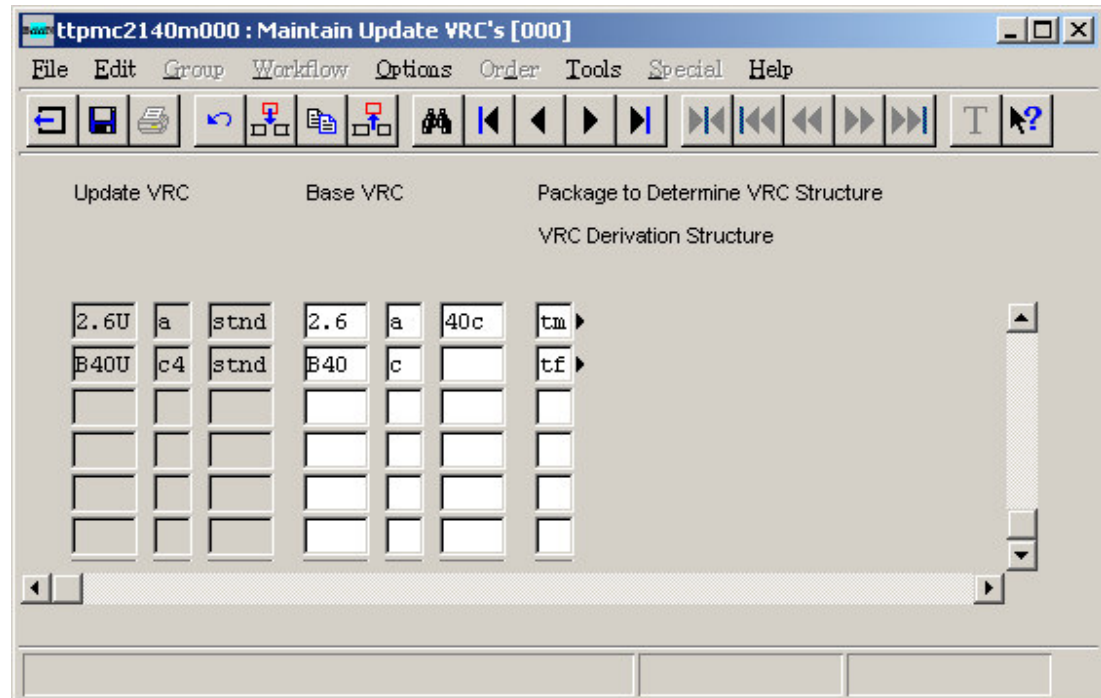 ttpmc2140m000 : Maintain Update VRC's [000]
File Edit Group Workflow Options Order Tools Special Help
T ?
Update VRC Base VRC Package to Determine VRC Structure
VRC Derivation Structure
2.6U a stnd 2.6 a 40c tm
B40U c4 stnd B40 c tf